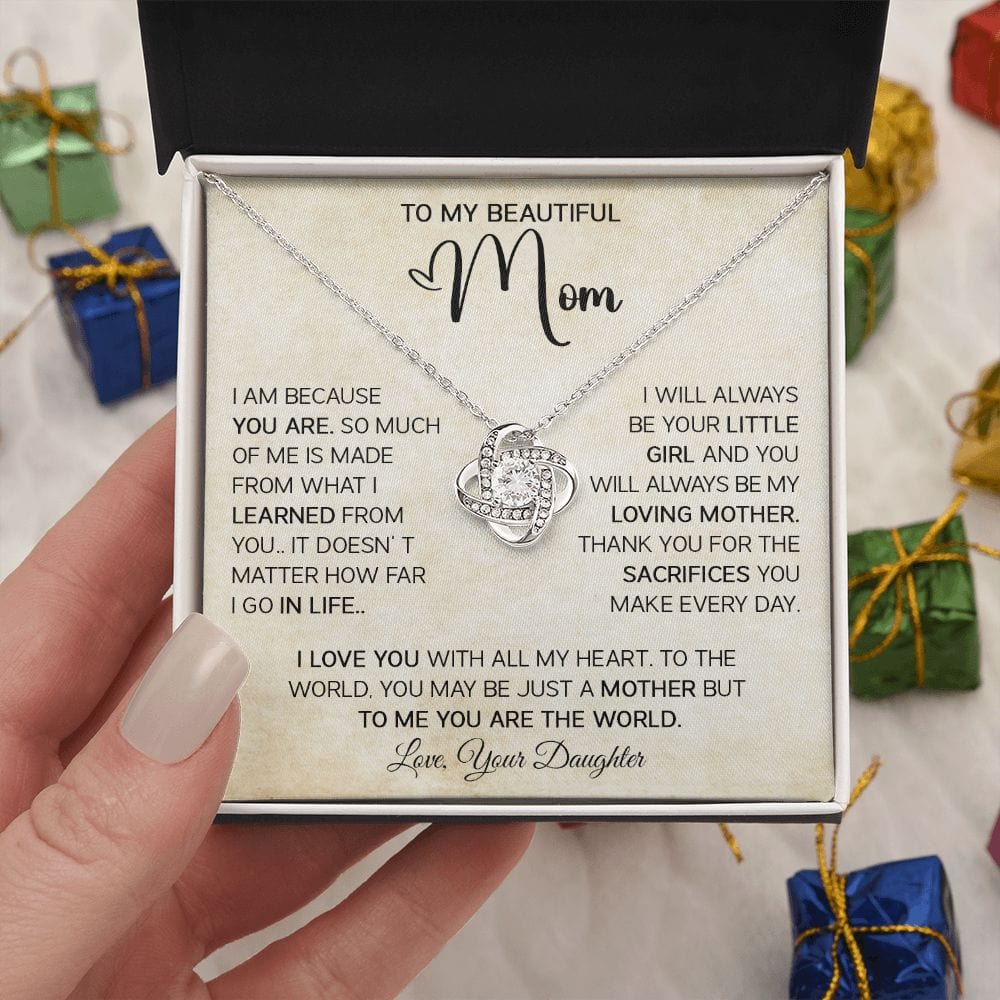 TO MY BEAUTIFUL
Mom
I AM BECAUSE
YOU ARE. SO MUCH
OF ME IS MADE
FROM WHAT I
LEARNED FROM
YOU.. IT DOESN' T
MATTER HOW FAR
I GO IN LIFE..
I WILL ALWAYS
BE YOUR LITTLE
GIRL AND YOU
WILL ALWAYS BE MY
LOVING MOTHER.
THANK YOU FOR THE
SACRIFICES YOU
MAKE EVERY DAY.
I LOVE YOU WITH ALL MY HEART. TO THE
WORLD, YOU MAY BE JUST A MOTHER BUT
TO ME YOU ARE THE WORLD.
Love, Your Daughter